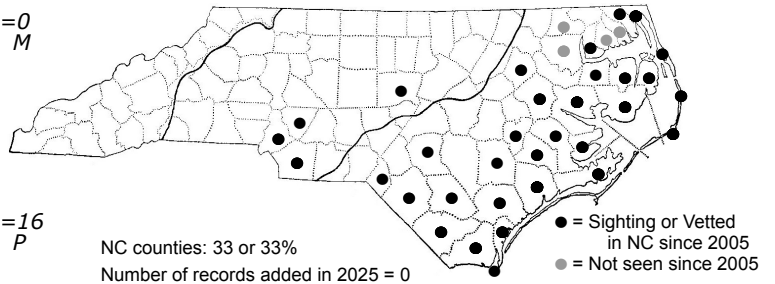 =0
M
=16
P
NC counties: 33 or 33%
Number of records added in 2025 = 0
= Sighting or Vetted
in NC since 2005
= Not seen since 2005